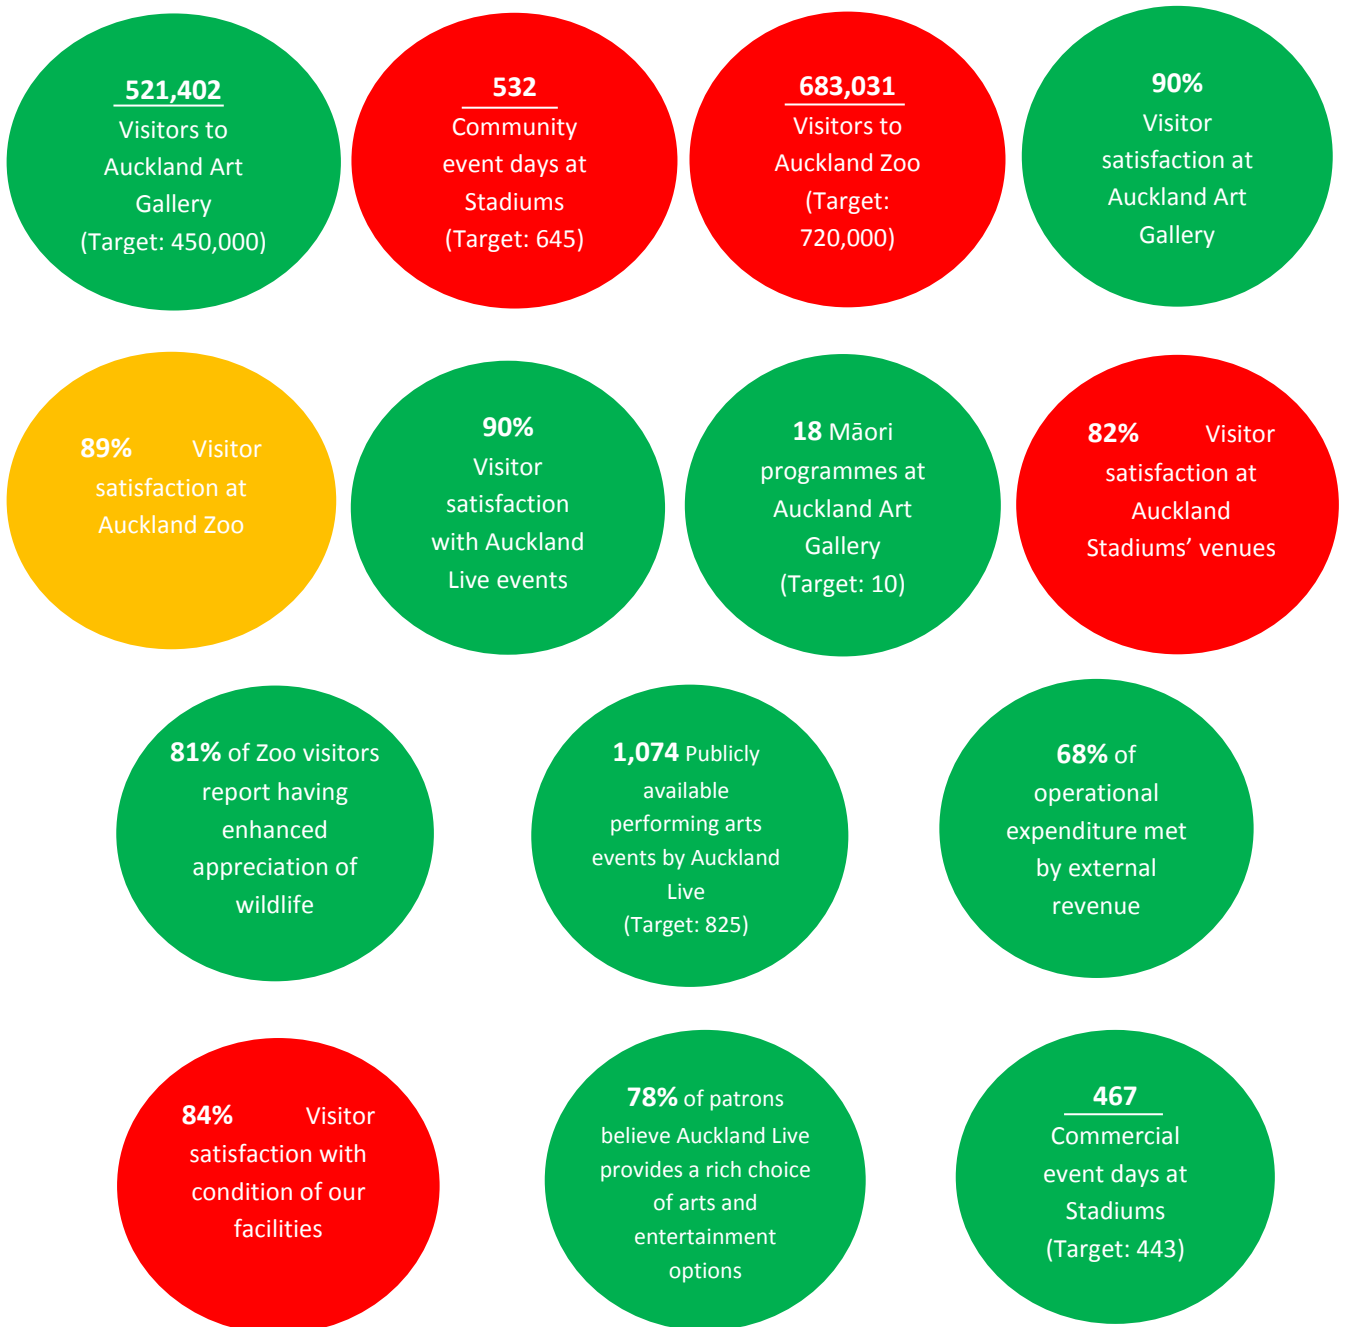 521,402
Visitors to
Auckland Art
Gallery
(Target: 450,000)
532
Community
event days at
Stadiums
(Target: 645)
683,031
Visitors to
Auckland Zoo
(Target:
720,000)
90%
Visitor
satisfaction at
Auckland Art
Gallery
89% Visitor
satisfaction at
Auckland Zoo
90%
Visitor
satisfaction
with Auckland
Live events
18 Māori
programmes at
Auckland Art
Gallery
(Target: 10)
82% Visitor
satisfaction at
Auckland
Stadiums’ venues
81% of Zoo visitors
report having
enhanced
appreciation of
wildlife
1,074 Publicly
available
performing arts
events by Auckland
Live
(Target: 825)
68% of
operational
expenditure met
by external
revenue
84% Visitor
satisfaction with
condition of our
facilities
78% of patrons
believe Auckland Live
provides a rich choice
of arts and
entertainment
options
467
Commercial
event days at
Stadiums
(Target: 443)